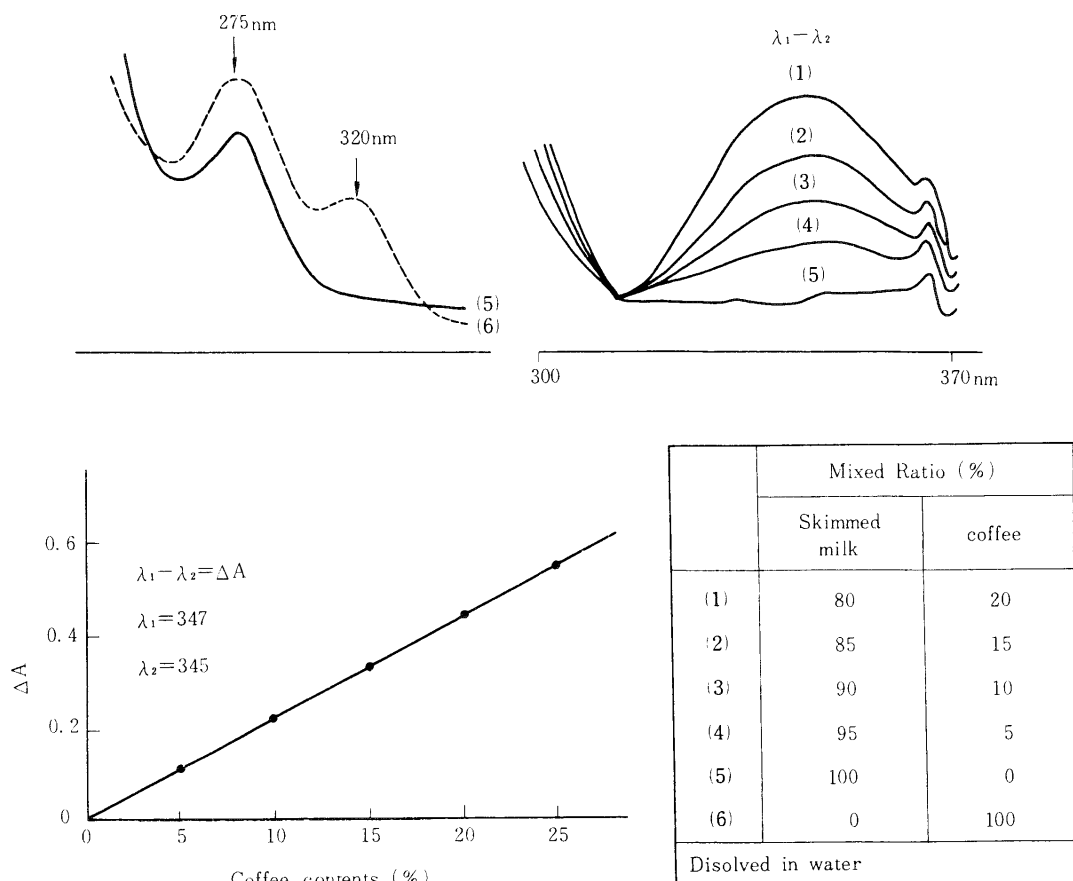 275nm
320nm
(5)
(6)
λ₁−λ₂
(1)
(2)
(3)
(4)
(5)
300
370nm
ΔA
0.6
0.4
0.2
0
λ₁−λ₂=ΔA
λ₁=347
λ₂=345
0 5 10 15 20 25
Mixed Ratio (%)
Skimmed milk coffee
(1) 80 20
(2) 85 15
(3) 90 10
(4) 95 5
(5) 100 0
(6) 0 100
Disolved in water
Coffee (%)